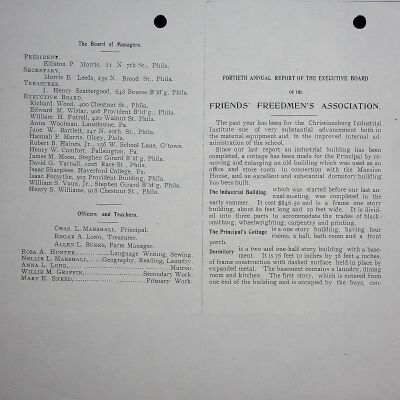 The Board of Managers.
PRESIDENT.
Elliston P. Morris, 21 N. 7th St., Phila.
SECRETARY.
Morris E. Leeds, 259 N. Broad St. Phila.
TREASURER.
J. Henry Scattergood, 648 Bourse B'ld'g, Phila.
EXECUTIVE BOARD.
Richard Wood, 400 Chestnut St., Phila.
Edward M. Wistar, 906 Provident B'ld'g, Phila.
William H. Futrell, 420 Walnut St. Phila.
Anna Woolman, Lansdowne, Pa.
Jane W. Bartlett, 247 N. 20th St., Phila.
Hannah P. Morris, Olney, Phila.
Robert B. Haines, Jr., 156 W. School Lane, G'town.
Henry W. Comfort, Fallsington, Pa.
James M. Moon, Stephen Girard B'ld'g, Phila.
David G. Yarnall, Race St. Phila.
Isaac Sharpless, Haverford College, Pa.
Isaac Forsythe, 503 Provident Building, Phila.
William S. Vaux, Jr., Stephen Girard B'ld'g, Phila.
Henry S. Williams, 918 Chestnut St., Phila.
Officers and Teachers.
CHAS. L. MARSHALL, Principal.
EDGAR A. LONG, Treasurer.
ALLEN L. BURKS, Farm Manager.
ROSA A. HUNTER, Language Writing, Sewing.
NELLIE L. MARSHALL, Geography, Reading, Laundry.
ANNA L. LONG, Matron.
WILLIE M. GRIFFIN, Secondary Work.
MARY E. SNEED, Primary Work.
FORTIETH ANNUAL REPORT OF THE EXECUTIVE BOARD
OF THE
FRIENDS' FREEDMEN'S ASSOCIATION.
The past year has been for the Christiansburg Industrial
Institute one of very substantial advancement both in
the material equipment and in the improved internal ad-
ministration of the school.
Since our last report an industrial building has been
completed, a cottage has been made for the Principal by re-
moving and enlarging an old building which was used as an
office and store room in connection with the Mansion
House, and an excellent and substantial dormitory building
has been built.
The Industrial Building, which was started before our last an-
nual meeting, was completed in the
early summer. It cost $840.30 and is a frame one story
building, about 80 feet long and 20 feet wide. It is divid-
ed into three parts to accommodate the trades of black-
smithing, wheelwrighting, carpentry and printing.
The Principal's Cottage is a one story building, having four
rooms, a hall, bath room and a front
porch.
Dormitory is a two and one-half story building with a base-
ment. It is 76 feet 10 inches by 38 feet 4 inches,
of frame construction with dashed surface held in place by
expanded metal. The basement contains a laundry, dining
room and kitchen. The first story, which is entered from
one end of the building and is occupied by the boys, con-